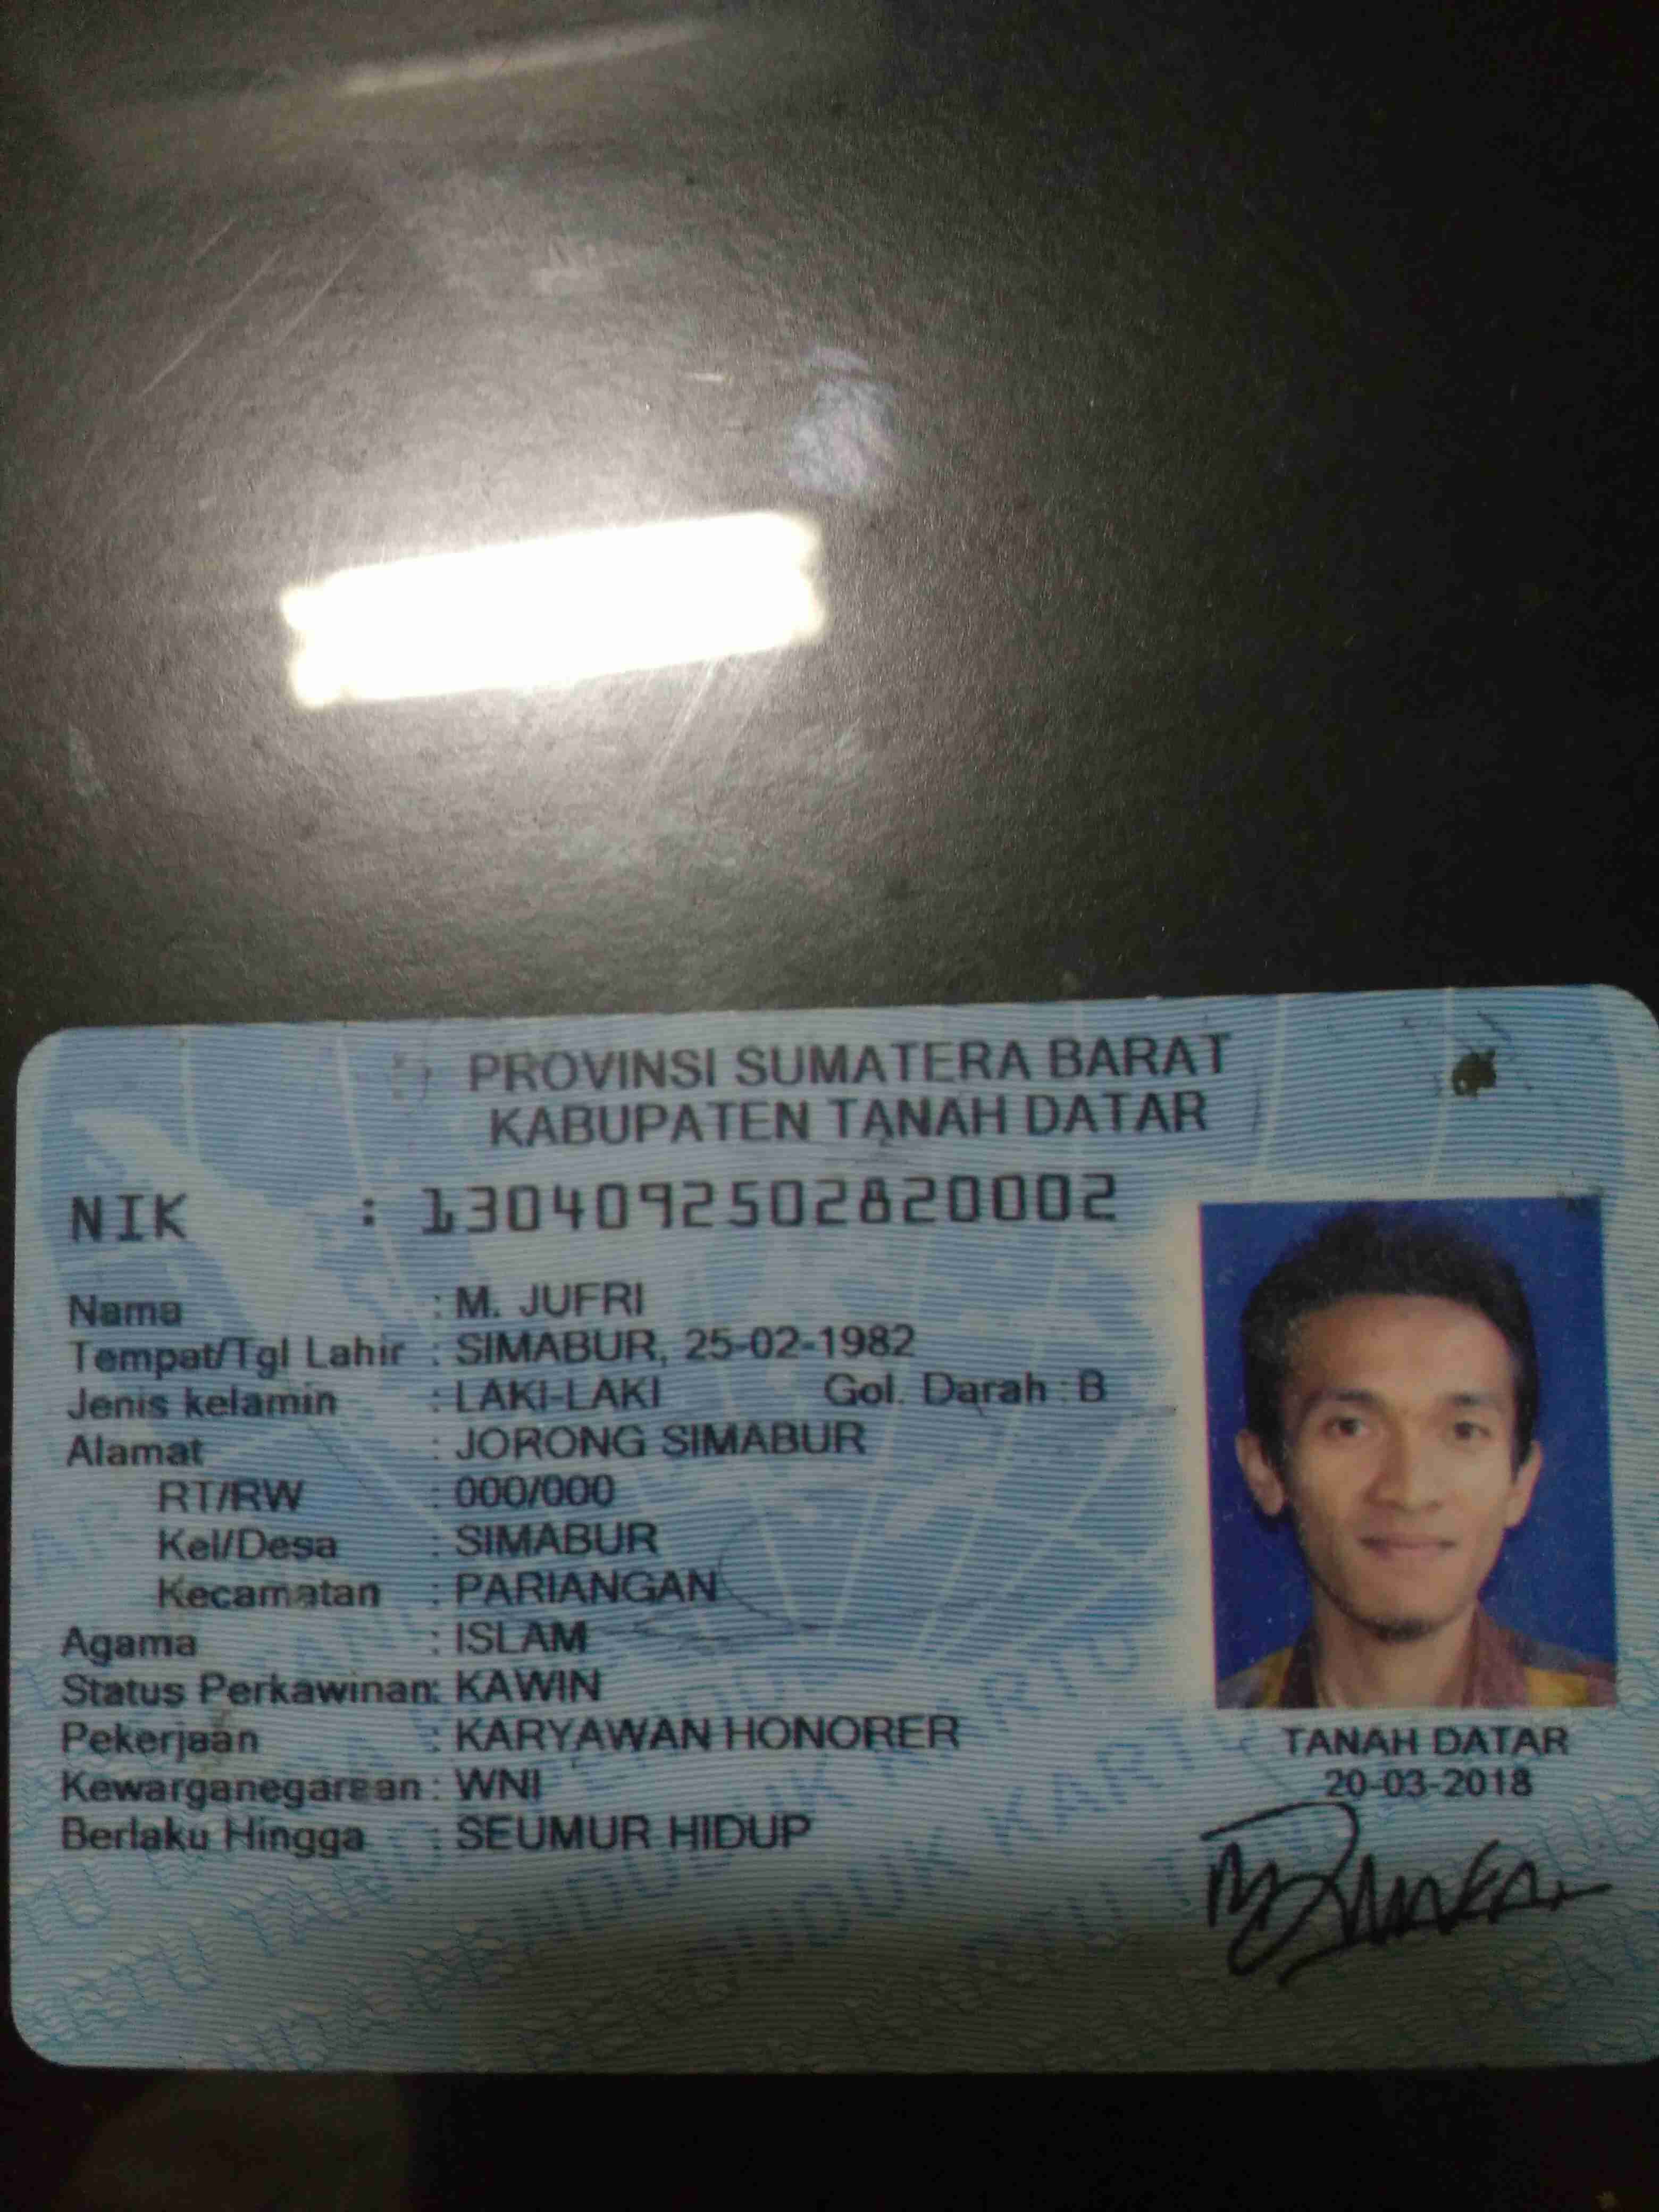 PROVINSI SUMATERA BARAT
KABUPATEN TANAH DATAR
NIK : 1304092502820002
Nama : M. JUFRI
Tempat/Tgl Lahir : SIMABUR, 25-02-1982
Jenis kelamin : LAKI-LAKI Gol. Darah : B
Alamat : JORONG SIMABUR
RT/RW : 000/000
Kel/Desa : SIMABUR
Kecamatan : PARIANGAN
Agama : ISLAM
Status Perkawinan: KAWIN
Pekerjaan : KARYAWAN HONORER
Kewarganegaraan : WNI
Berlaku Hingga : SEUMUR HIDUP
TANAH DATAR
20-03-2018